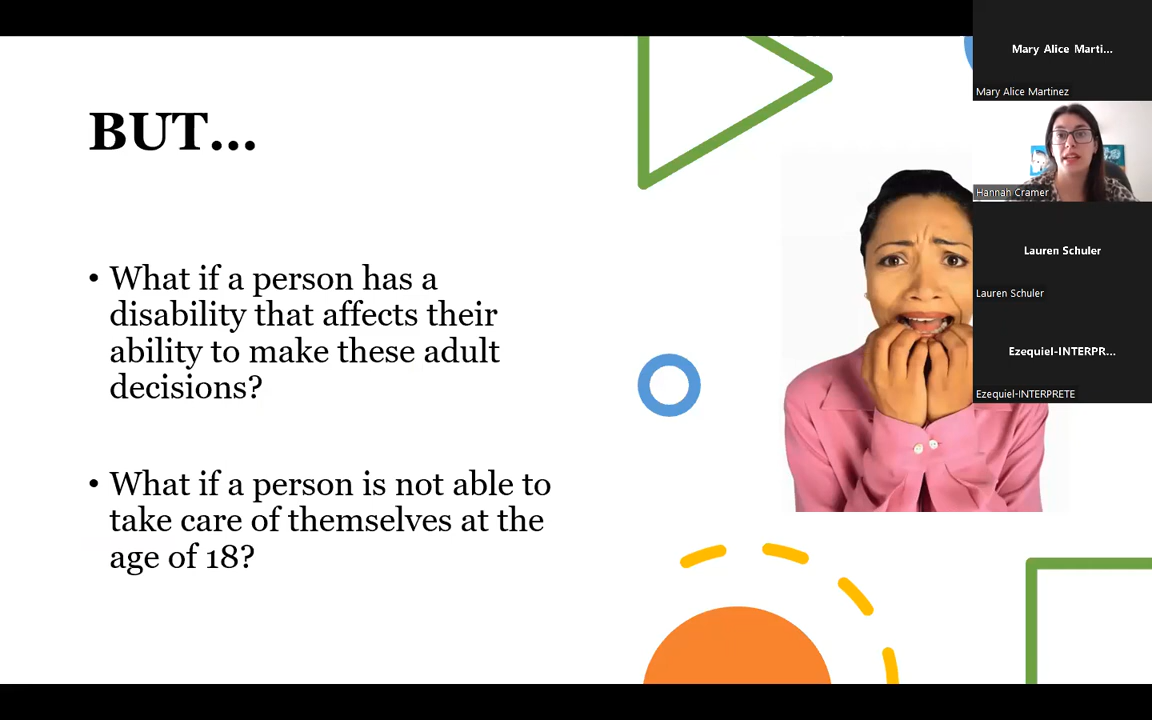 BUT...
• What if a person has a
disability that affects their
ability to make these adult
decisions?
• What if a person is not able to
take care of themselves at the
age of 18?
Mary Alice Marti...
Mary Alice Martinez
Hannah Cramer
Lauren Schuler
Lauren Schuler
Ezequiel-INTERPR...
Ezequiel-INTERPRETE